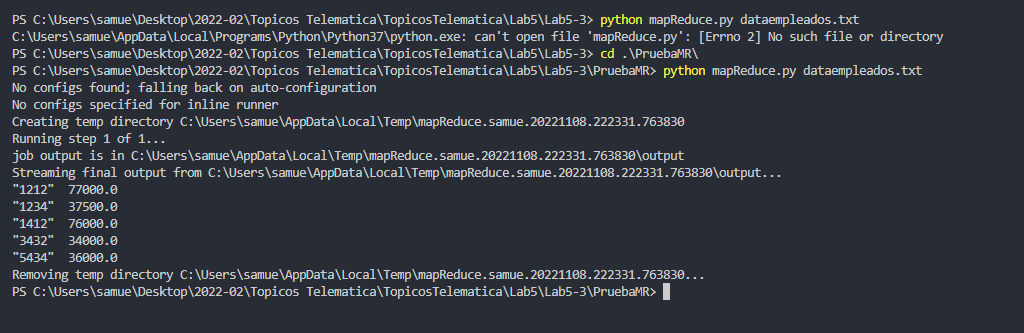 PS C:\Users\samue\Desktop\2022-02\Topicos Telematica\TopicosTelematica\Lab5\Lab5-3> python mapReduce.py dataempleados.txt
C:\Users\samue\AppData\Local\Programs\Python\Python37\python.exe: can't open file 'mapReduce.py': [Errno 2] No such file or directory
PS C:\Users\samue\Desktop\2022-02\Topicos Telematica\TopicosTelematica\Lab5\Lab5-3> cd .\PruebaMR\
PS C:\Users\samue\Desktop\2022-02\Topicos Telematica\TopicosTelematica\Lab5\Lab5-3\PruebaMR> python mapReduce.py dataempleados.txt
No configs found; falling back on auto-configuration
No configs specified for inline runner
Creating temp directory C:\Users\samue\AppData\Local\Temp\mapReduce.samue.20221108.222331.763830
Running step 1 of 1...
job output is in C:\Users\samue\AppData\Local\Temp\mapReduce.samue.20221108.222331.763830\output
Streaming final output from C:\Users\samue\AppData\Local\Temp\mapReduce.samue.20221108.222331.763830\output...
"1212"  77000.0
"1234"  37500.0
"1412"  76000.0
"3432"  34000.0
"5434"  36000.0
Removing temp directory C:\Users\samue\AppData\Local\Temp\mapReduce.samue.20221108.222331.763830...
PS C:\Users\samue\Desktop\2022-02\Topicos Telematica\TopicosTelematica\Lab5\Lab5-3\PruebaMR>